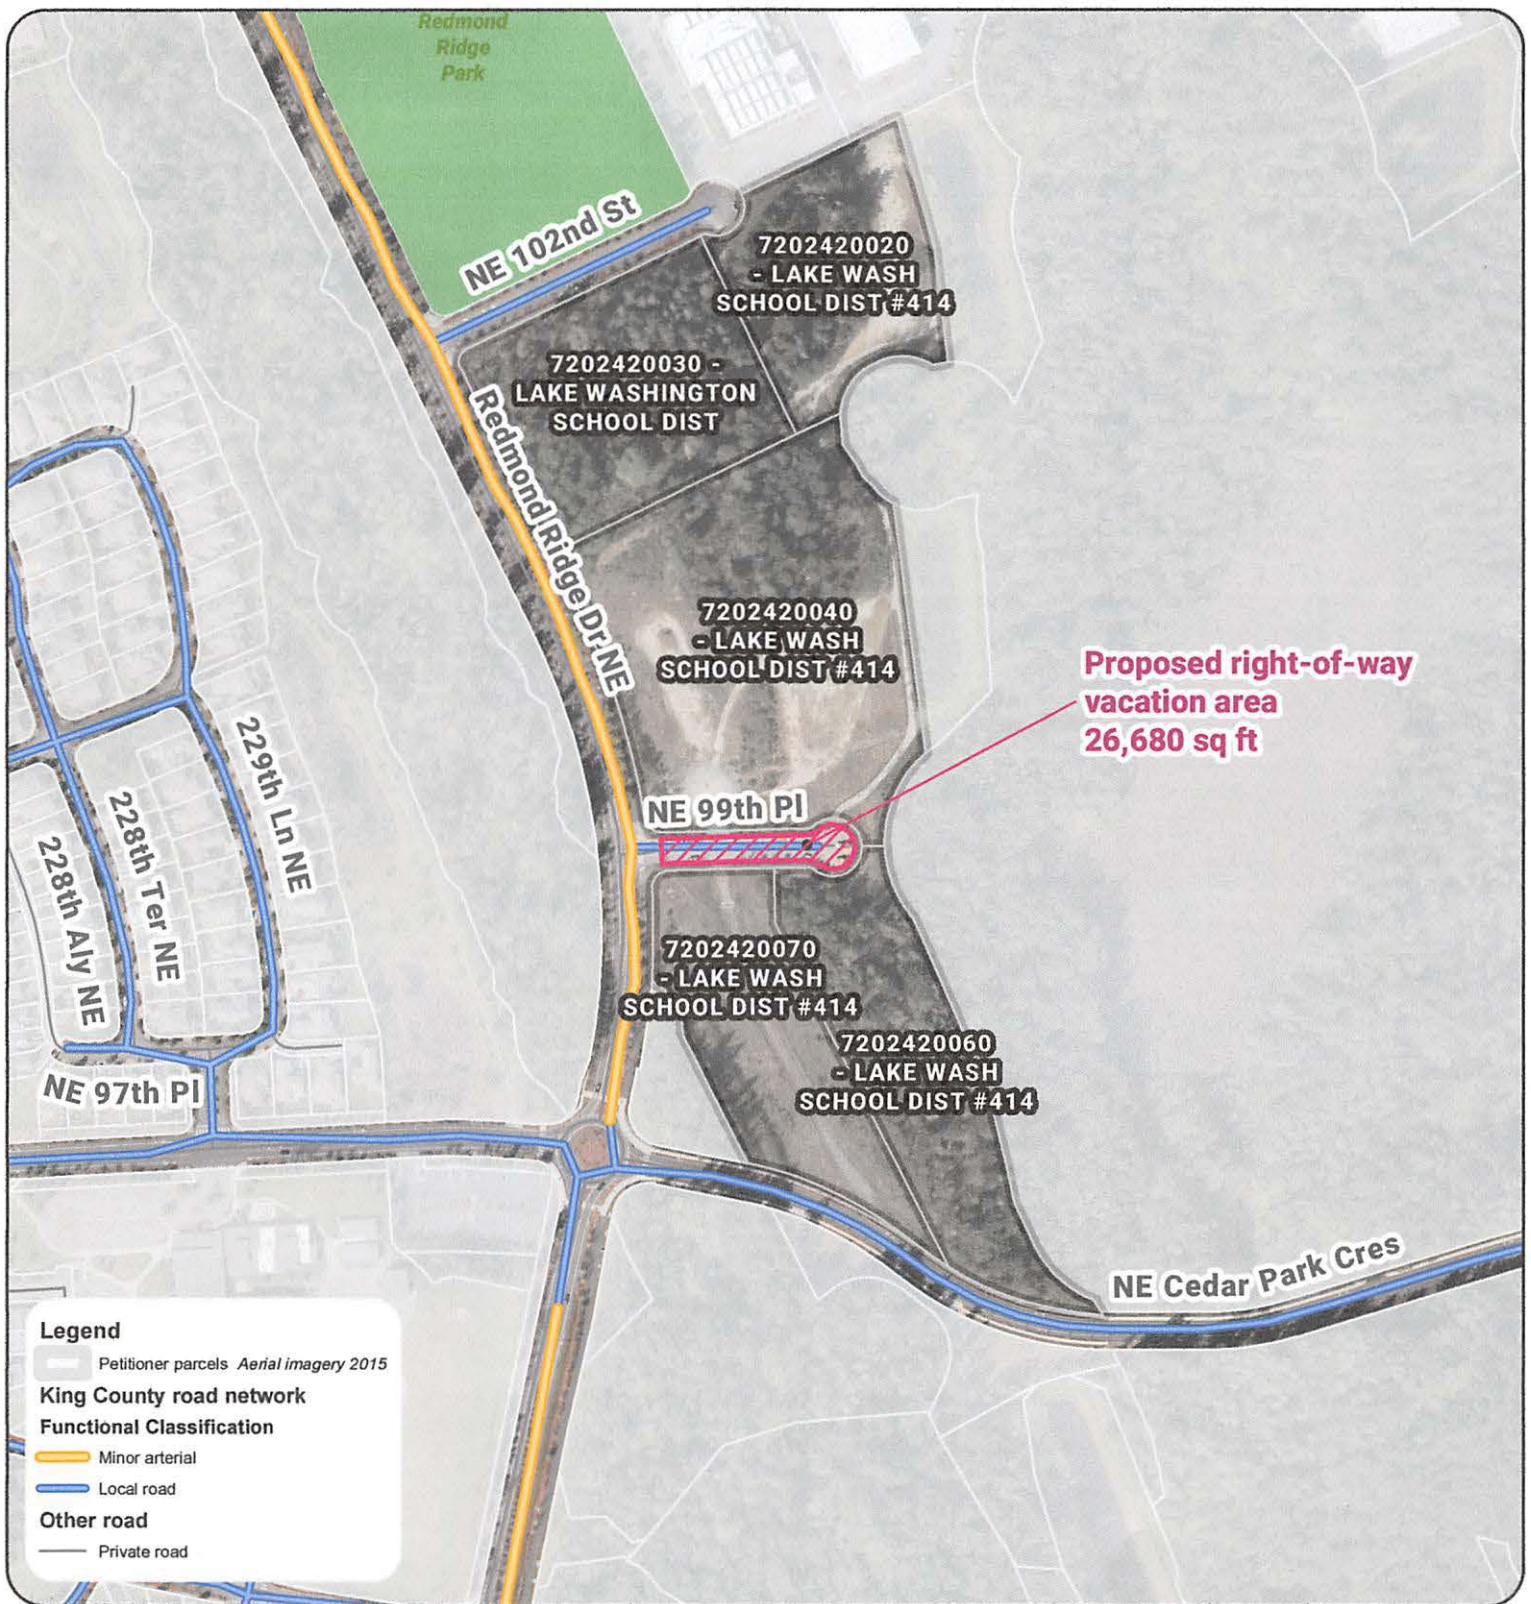 Redmond
Ridge
Park
NE 102nd St
7202420020
- LAKE WASH
SCHOOL DIST #414
7202420030 -
LAKE WASHINGTON
SCHOOL DIST
Redmond Ridge Dr NE
7202420040
- LAKE WASH
SCHOOL DIST #414
Proposed right-of-way
vacation area
26,680 sq ft
NE 99th Pl
229th Ln NE
228th Ter NE
228th Aly NE
7202420070
- LAKE WASH
SCHOOL DIST #414
7202420060
- LAKE WASH
SCHOOL DIST #414
NE 97th Pl
NE Cedar Park Cres
Legend
Petitioner parcels Aerial imagery 2015
King County road network
Functional Classification
Minor arterial
Local road
Other road
Private road